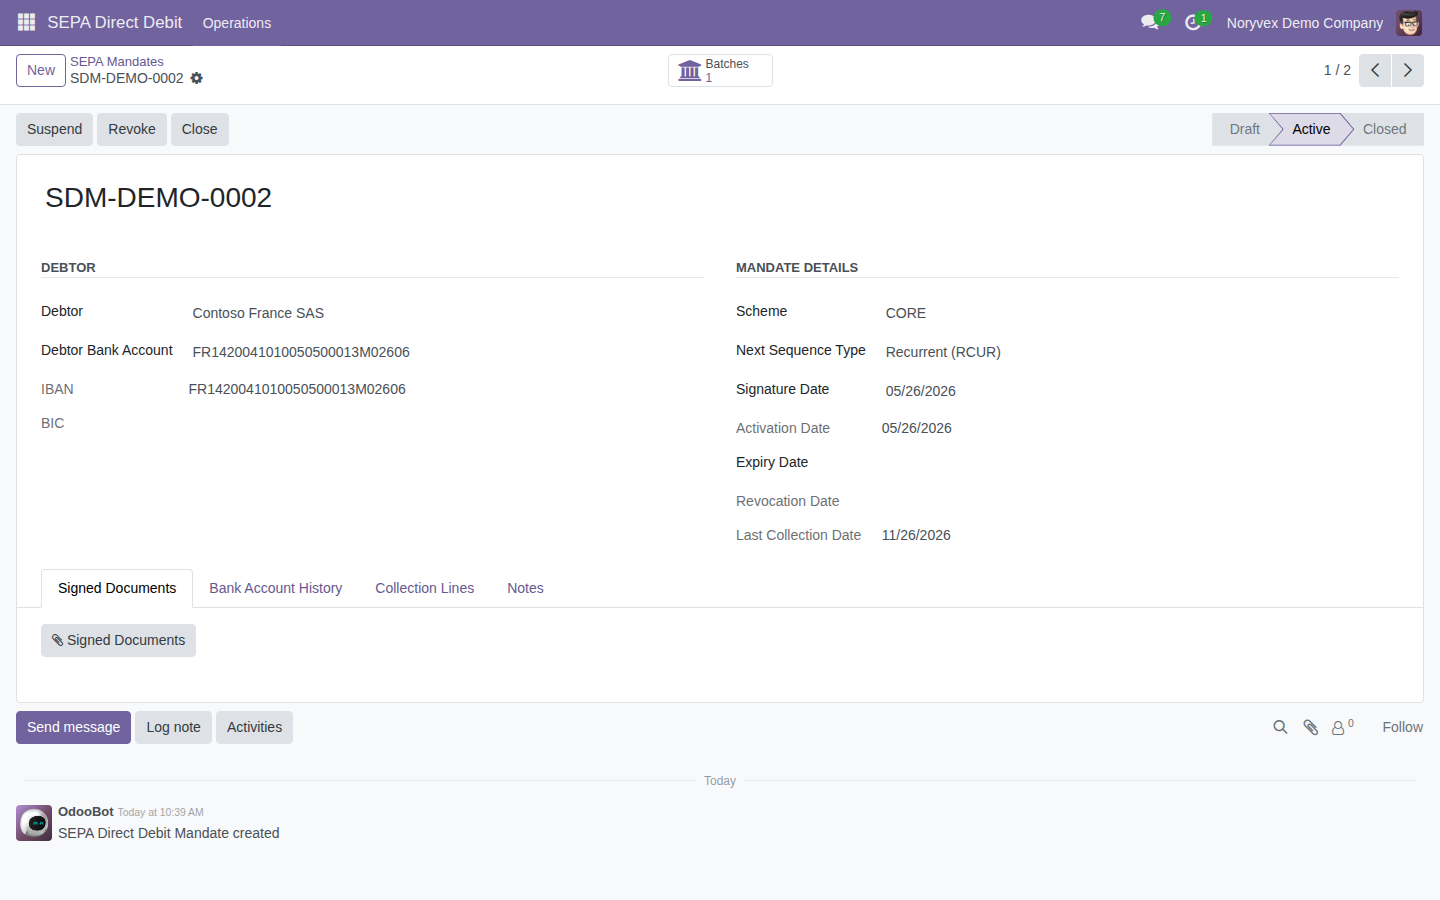 SEPA Direct Debit
Operations
7
1
Noryvex Demo Company
New
SEPA Mandates
SDM-DEMO-0002
Batches
1
1 / 2
Suspend
Revoke
Close
Draft
Active
Closed
SDM-DEMO-0002
DEBTOR
Debtor
Contoso France SAS
Debtor Bank Account
FR1420041010050500013M02606
IBAN
FR1420041010050500013M02606
BIC
MANDATE DETAILS
Scheme
CORE
Next Sequence Type
Recurrent (RCUR)
Signature Date
05/26/2026
Activation Date
05/26/2026
Expiry Date
Revocation Date
Last Collection Date
11/26/2026
Signed Documents
Bank Account History
Collection Lines
Notes
Signed Documents
Send message
Log note
Activities
0
Follow
Today
OdooBot Today at 10:39 AM
SEPA Direct Debit Mandate created